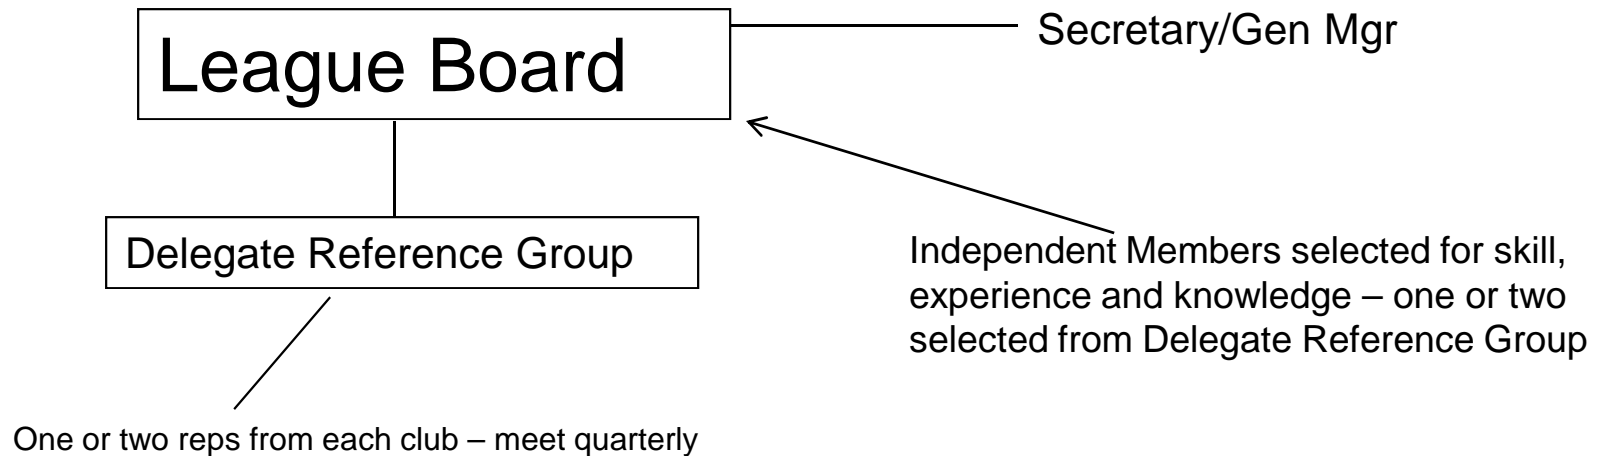 League Board
Secretary/Gen Mgr
Delegate Reference Group
Independent Members selected for skill,
experience and knowledge – one or two
selected from Delegate Reference Group
One or two reps from each club – meet quarterly